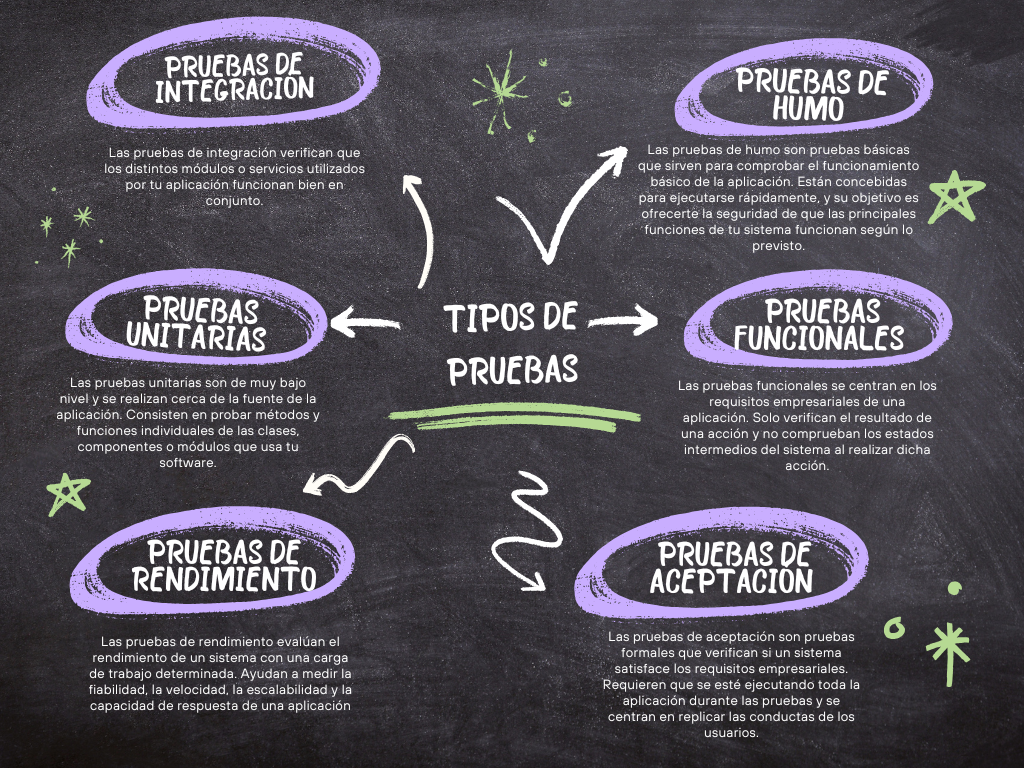 PRUEBAS DE
INTEGRACIÓN
Las pruebas de integración verifican que
los distintos módulos o servicios utilizados
por tu aplicación funcionan bien en
conjunto.
PRUEBAS DE
HUMO
Las pruebas de humo son pruebas básicas
que sirven para comprobar el funcionamiento
básico de la aplicación. Están concebidas
para ejecutarse rápidamente, y su objetivo es
ofrecerte la seguridad de que las principales
funciones de tu sistema funcionan según lo
previsto.
TIPOS DE
PRUEBAS
PRUEBAS
UNITARIAS
Las pruebas unitarias son de muy bajo
nivel y se realizan cerca de la fuente de la
aplicación. Consisten en probar métodos y
funciones individuales de las clases,
componentes o módulos que usa tu
software.
PRUEBAS
FUNCIONALES
Las pruebas funcionales se centran en los
requisitos empresariales de una
aplicación. Solo verifican el resultado de
una acción y no comprueban los estados
intermedios del sistema al realizar dicha
acción.
PRUEBAS DE
RENDIMIENTO
Las pruebas de rendimiento evalúan el
rendimiento de un sistema con una carga
de trabajo determinada. Ayudan a medir la
fiabilidad, la velocidad, la escalabilidad y la
capacidad de respuesta de una aplicación
PRUEBAS DE
ACEPTACIÓN
Las pruebas de aceptación son pruebas
formales que verifican si un sistema
satisface los requisitos empresariales.
Requieren que se esté ejecutando toda la
aplicación durante las pruebas y se
centran en replicar las conductas de los
usuarios.